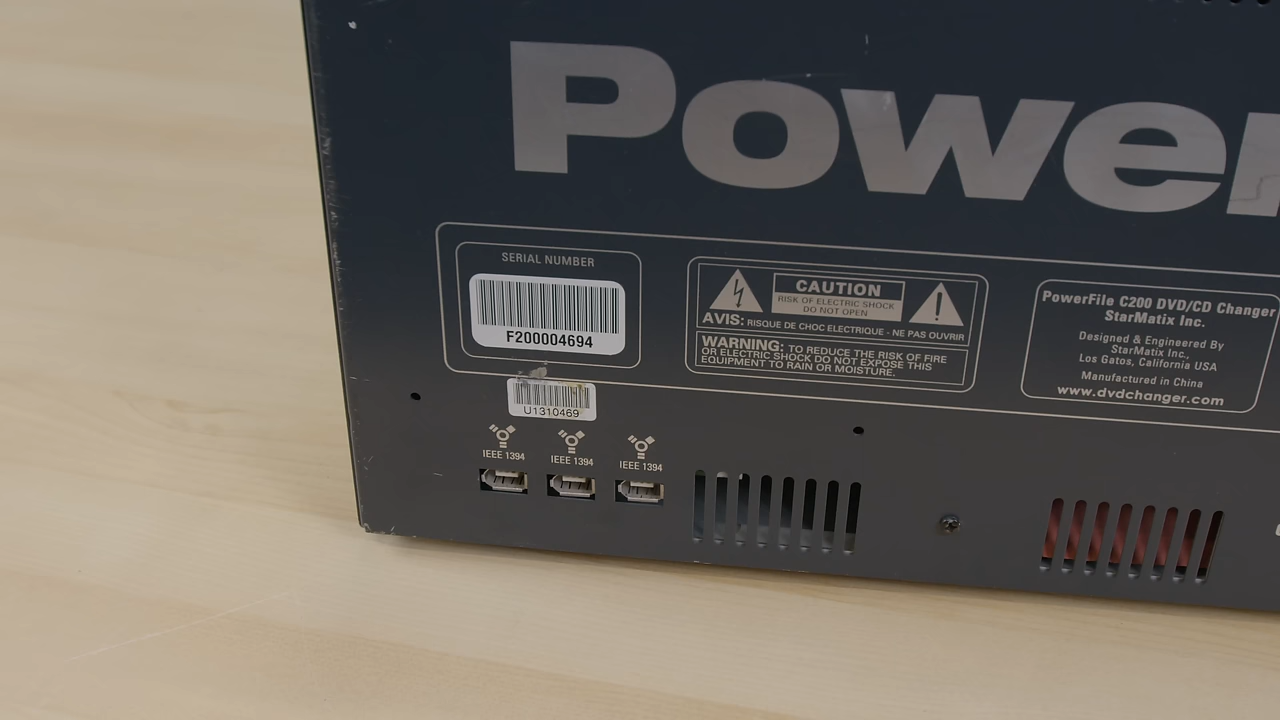 Power
SERIAL NUMBER
F200004694
CAUTION
RISK OF ELECTRIC SHOCK
DO NOT OPEN
AVIS: RISQUE DE CHOC ELECTRIQUE - NE PAS OUVRIR
WARNING: TO REDUCE THE RISK OF FIRE
OR ELECTRIC SHOCK DO NOT EXPOSE THIS
EQUIPMENT TO RAIN OR MOISTURE.
PowerFile C200 DVD/CD Changer
StarMatix Inc.
Designed & Engineered By
StarMatix Inc.,
Los Gatos, California USA
Manufactured in China
www.dvdchanger.com
U1310469
IEEE 1394
IEEE 1394
IEEE 1394